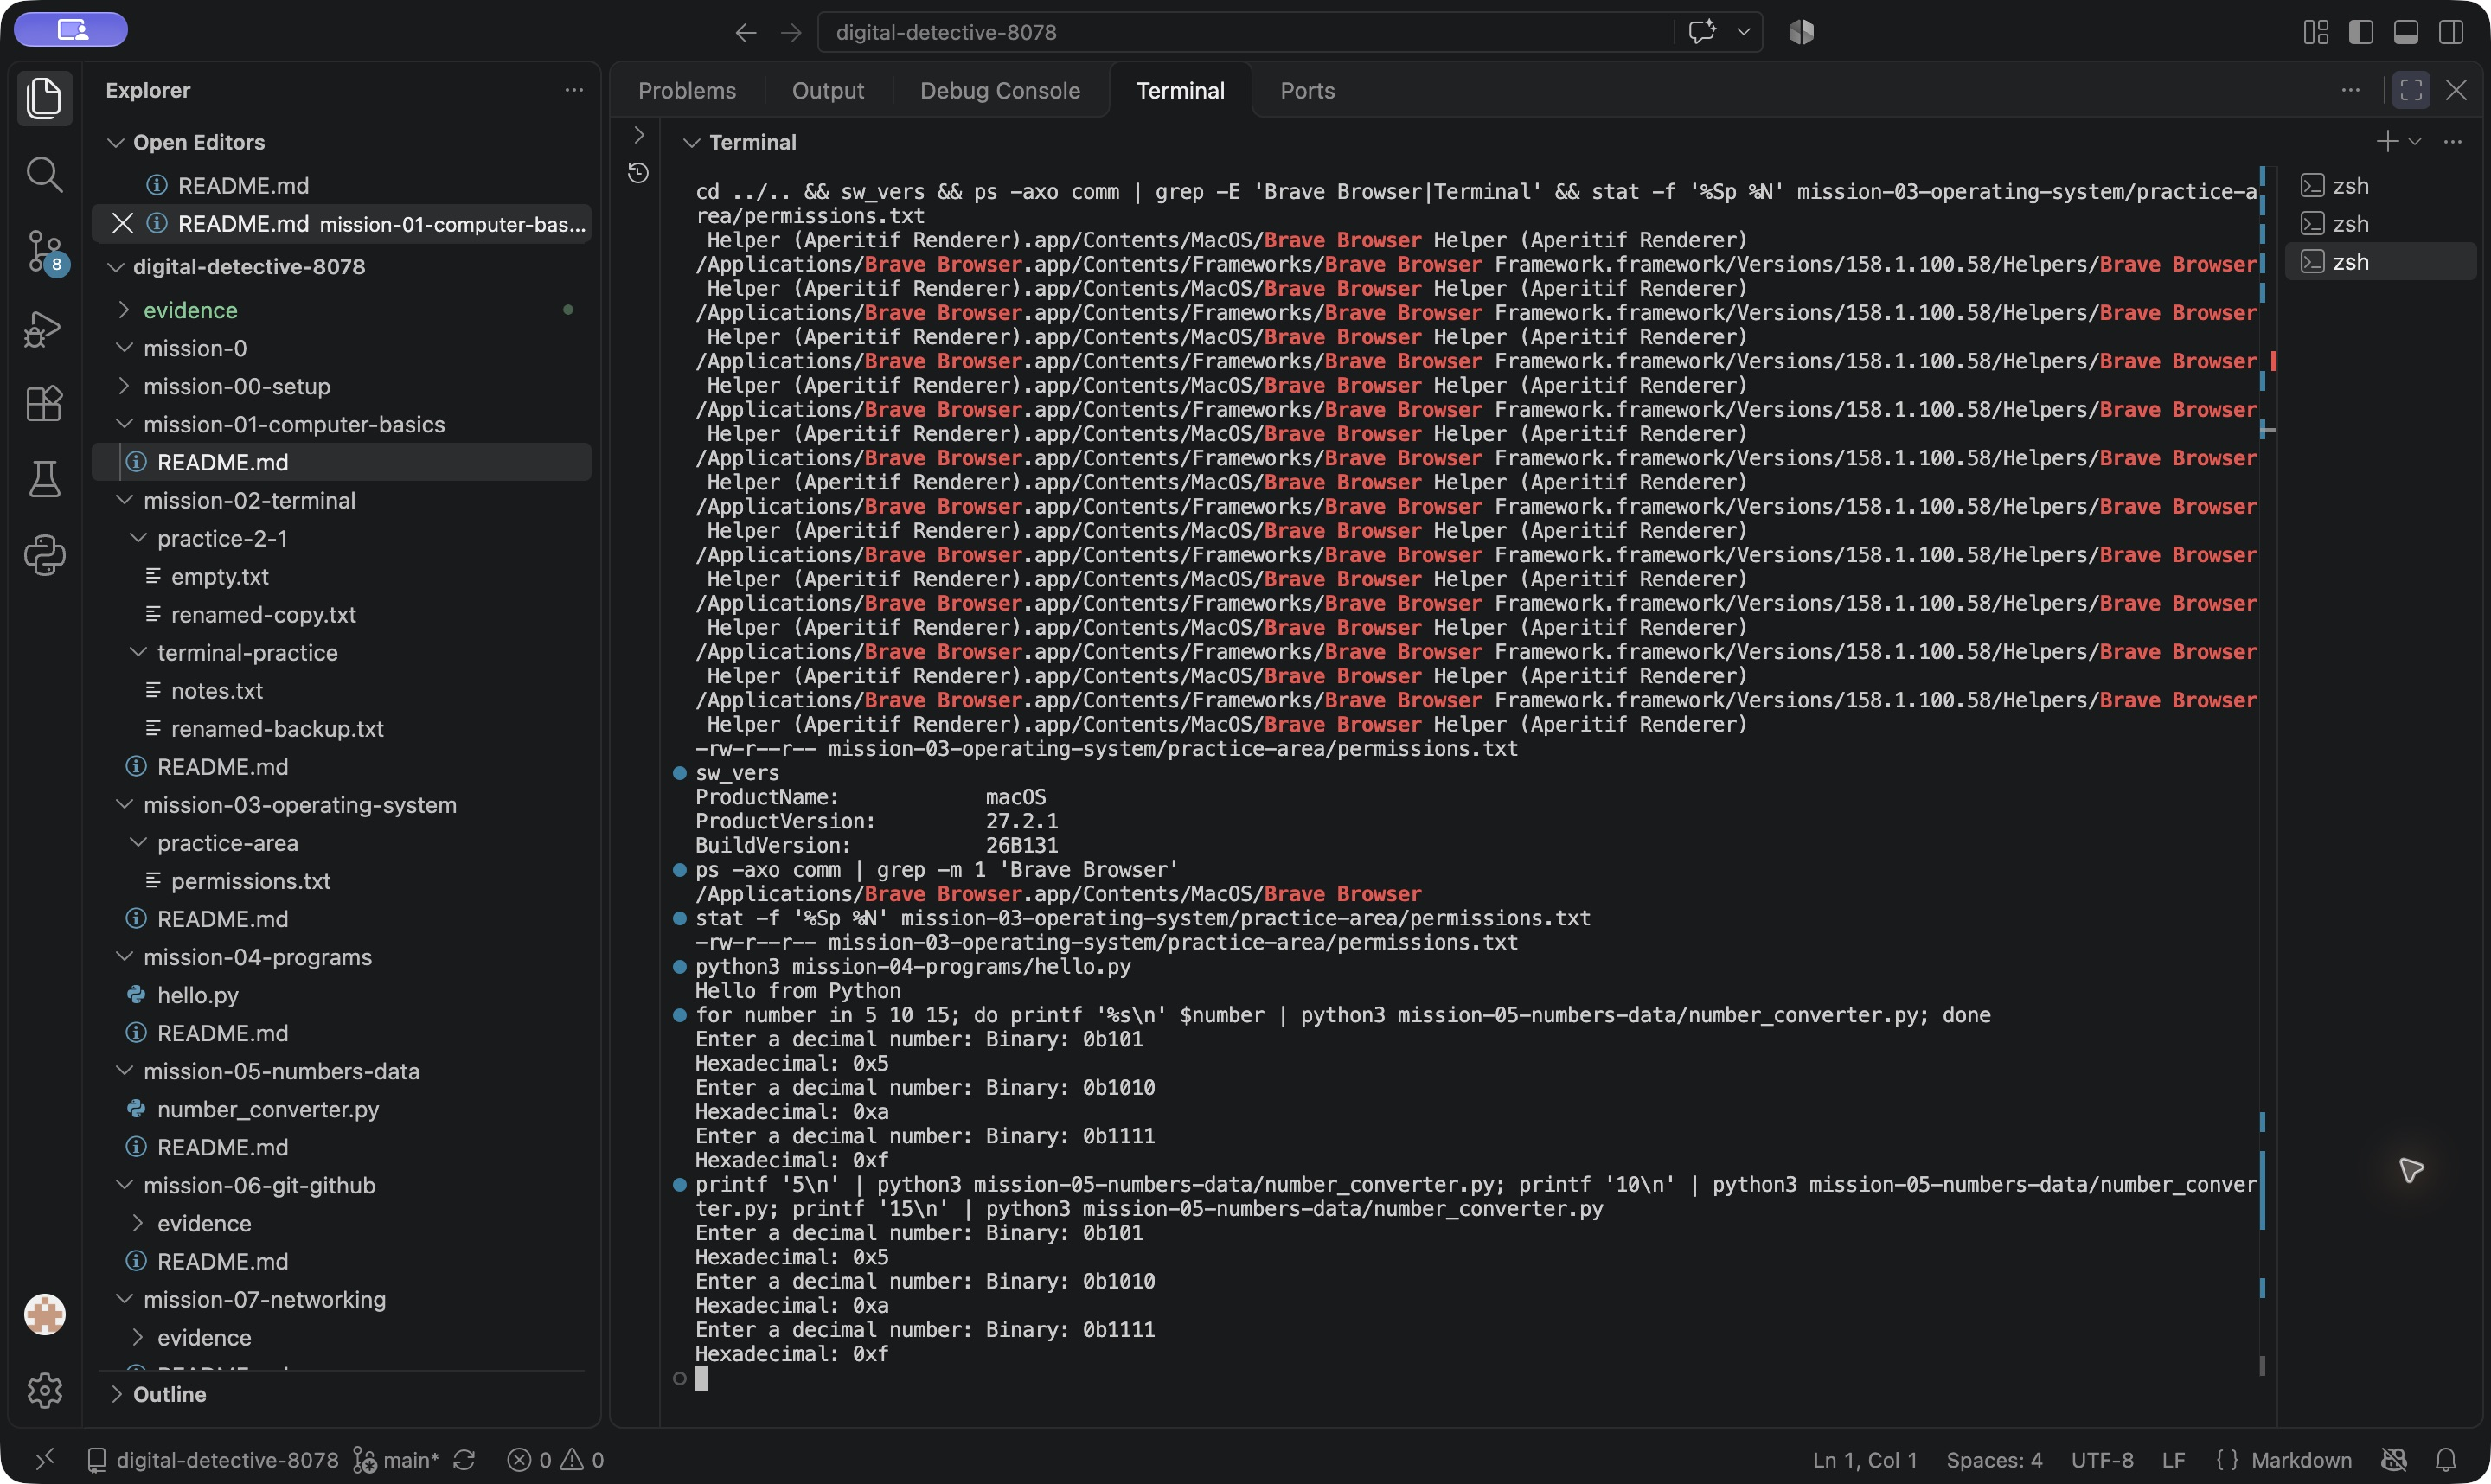 digital-detective-8078
Explorer
Open Editors
README.md
README.md mission-01-computer-bas...
digital-detective-8078
evidence
mission-0
mission-00-setup
mission-01-computer-basics
README.md
mission-02-terminal
practice-2-1
empty.txt
renamed-copy.txt
terminal-practice
notes.txt
renamed-backup.txt
README.md
mission-03-operating-system
practice-area
permissions.txt
README.md
mission-04-programs
hello.py
README.md
mission-05-numbers-data
number_converter.py
README.md
mission-06-git-github
evidence
README.md
mission-07-networking
evidence
Outline
8
Problems Output Debug Console Terminal Ports
Terminal
cd ../.. && sw_vers && ps -axo comm | grep -E 'Brave Browser|Terminal' && stat -f '%Sp %N' mission-03-operating-system/practice-a
rea/permissions.txt
Helper (Aperitif Renderer).app/Contents/MacOS/Brave Browser Helper (Aperitif Renderer)
/Applications/Brave Browser.app/Contents/Frameworks/Brave Browser Framework.framework/Versions/158.1.100.58/Helpers/Brave Browser
Helper (Aperitif Renderer).app/Contents/MacOS/Brave Browser Helper (Aperitif Renderer)
/Applications/Brave Browser.app/Contents/Frameworks/Brave Browser Framework.framework/Versions/158.1.100.58/Helpers/Brave Browser
Helper (Aperitif Renderer).app/Contents/MacOS/Brave Browser Helper (Aperitif Renderer)
/Applications/Brave Browser.app/Contents/Frameworks/Brave Browser Framework.framework/Versions/158.1.100.58/Helpers/Brave Browser
Helper (Aperitif Renderer).app/Contents/MacOS/Brave Browser Helper (Aperitif Renderer)
/Applications/Brave Browser.app/Contents/Frameworks/Brave Browser Framework.framework/Versions/158.1.100.58/Helpers/Brave Browser
Helper (Aperitif Renderer).app/Contents/MacOS/Brave Browser Helper (Aperitif Renderer)
/Applications/Brave Browser.app/Contents/Frameworks/Brave Browser Framework.framework/Versions/158.1.100.58/Helpers/Brave Browser
Helper (Aperitif Renderer).app/Contents/MacOS/Brave Browser Helper (Aperitif Renderer)
/Applications/Brave Browser.app/Contents/Frameworks/Brave Browser Framework.framework/Versions/158.1.100.58/Helpers/Brave Browser
Helper (Aperitif Renderer).app/Contents/MacOS/Brave Browser Helper (Aperitif Renderer)
/Applications/Brave Browser.app/Contents/Frameworks/Brave Browser Framework.framework/Versions/158.1.100.58/Helpers/Brave Browser
Helper (Aperitif Renderer).app/Contents/MacOS/Brave Browser Helper (Aperitif Renderer)
/Applications/Brave Browser.app/Contents/Frameworks/Brave Browser Framework.framework/Versions/158.1.100.58/Helpers/Brave Browser
Helper (Aperitif Renderer).app/Contents/MacOS/Brave Browser Helper (Aperitif Renderer)
/Applications/Brave Browser.app/Contents/Frameworks/Brave Browser Framework.framework/Versions/158.1.100.58/Helpers/Brave Browser
Helper (Aperitif Renderer).app/Contents/MacOS/Brave Browser Helper (Aperitif Renderer)
/Applications/Brave Browser.app/Contents/Frameworks/Brave Browser Framework.framework/Versions/158.1.100.58/Helpers/Brave Browser
Helper (Aperitif Renderer).app/Contents/MacOS/Brave Browser Helper (Aperitif Renderer)
-rw-r--r-- mission-03-operating-system/practice-area/permissions.txt
sw_vers
ProductName: macOS
ProductVersion: 27.2.1
BuildVersion: 26B131
ps -axo comm | grep -m 1 'Brave Browser'
/Applications/Brave Browser.app/Contents/MacOS/Brave Browser
stat -f '%Sp %N' mission-03-operating-system/practice-area/permissions.txt
-rw-r--r-- mission-03-operating-system/practice-area/permissions.txt
python3 mission-04-programs/hello.py
Hello from Python
for number in 5 10 15; do printf '%s\n' $number | python3 mission-05-numbers-data/number_converter.py; done
Enter a decimal number: Binary: 0b101
Hexadecimal: 0x5
Enter a decimal number: Binary: 0b1010
Hexadecimal: 0xa
Enter a decimal number: Binary: 0b1111
Hexadecimal: 0xf
printf '5\n' | python3 mission-05-numbers-data/number_converter.py; printf '10\n' | python3 mission-05-numbers-data/number_conver
ter.py; printf '15\n' | python3 mission-05-numbers-data/number_converter.py
Enter a decimal number: Binary: 0b101
Hexadecimal: 0x5
Enter a decimal number: Binary: 0b1010
Hexadecimal: 0xa
Enter a decimal number: Binary: 0b1111
Hexadecimal: 0xf
zsh
zsh
zsh
digital-detective-8078 main* 0 0
Ln 1, Col 1 Spaces: 4 UTF-8 LF {} Markdown